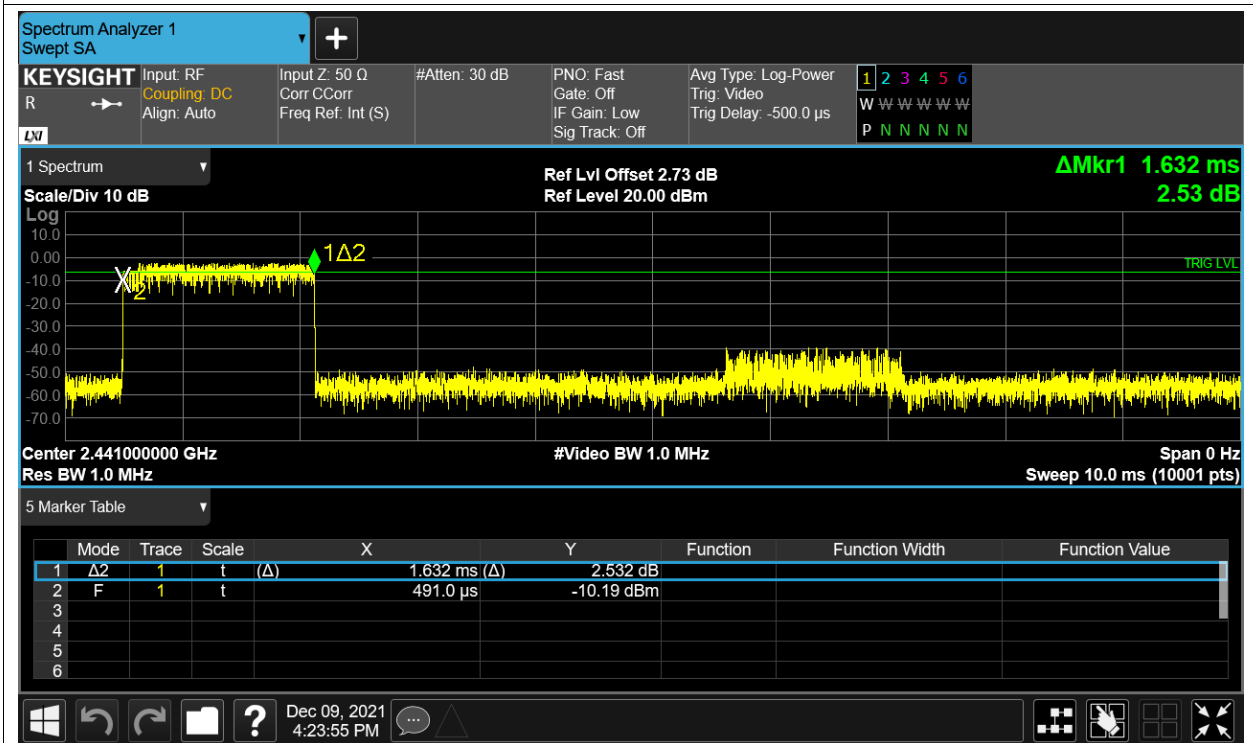 Spectrum Analyzer 1
Swept SA
KEYSIGHT Input: RF Input Z: 50 Ω #Atten: 30 dB PNO: Fast Avg Type: Log-Power 1 2 3 4 5 6
R Coupling: DC Corr CCorr Gate: Off Trig: Video W W W W W W
Align: Auto Freq Ref: Int (S) IF Gain: Low Trig Delay: -500.0 µs
LXI Sig Track: Off P N N N N N
1 Spectrum Ref Lvl Offset 2.73 dB ΔMkr1 1.632 ms
Scale/Div 10 dB Ref Level 20.00 dBm 2.53 dB
Log
10.0
1Δ2
0.00
TRIG LVL
-10.0
X2
-20.0
-30.0
-40.0
-50.0
-60.0
-70.0
Center 2.441000000 GHz #Video BW 1.0 MHz Span 0 Hz
Res BW 1.0 MHz Sweep 10.0 ms (10001 pts)
5 Marker Table
Mode Trace Scale X Y Function Function Width Function Value
1 Δ2 1 t (Δ) 1.632 ms (Δ) 2.532 dB
2 F 1 t 491.0 µs -10.19 dBm
3
4
5
6
? Dec 09, 2021
4:23:55 PM